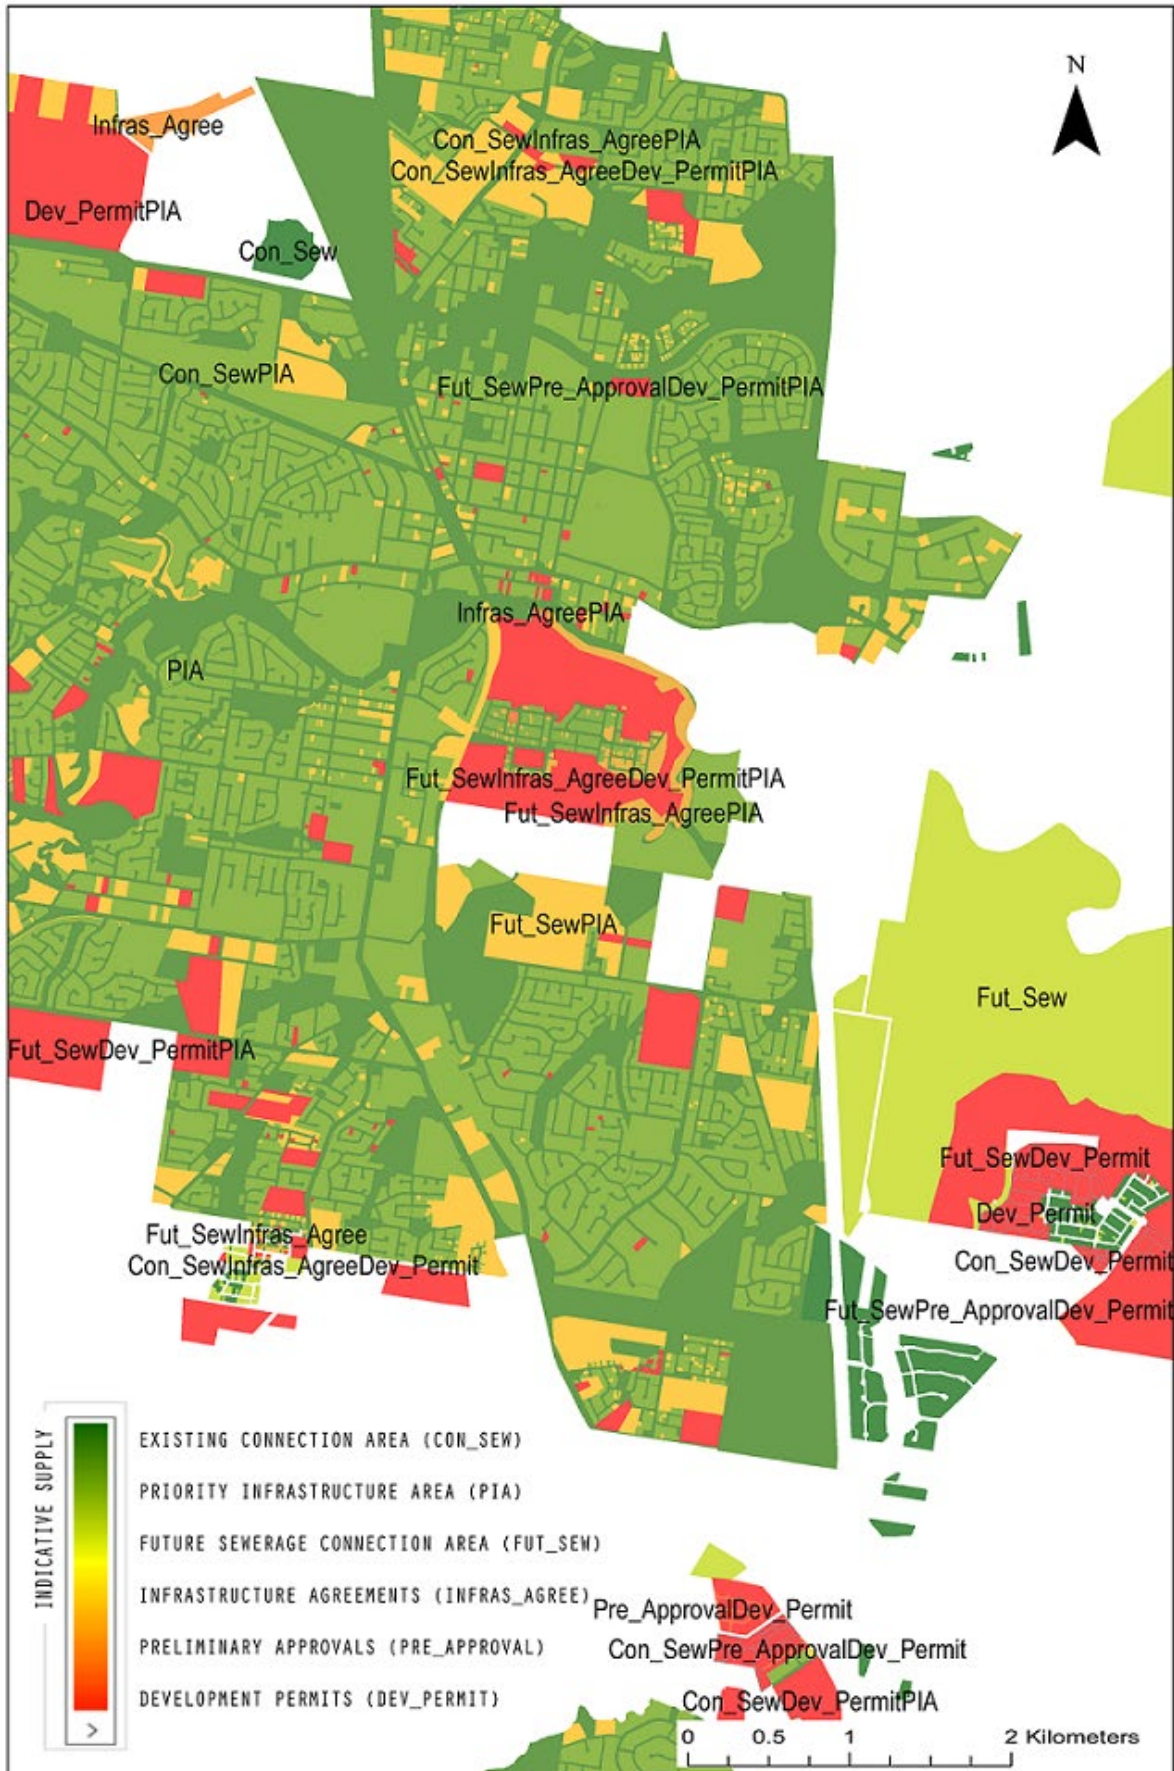 N
Infras_Agree
Con_SewInfras_AgreePIA
Con_SewInfras_AgreeDev_PermitPIA
Dev_PermitPIA
Con_Sew
Con_SewPIA
Fut_SewPre_ApprovalDev_PermitPIA
Infras_AgreePIA
PIA
Fut_SewInfras_AgreeDev_PermitPIA
Fut_SewInfras_AgreePIA
Fut_SewPIA
Fut_Sew
Fut_SewDev_PermitPIA
Fut_SewDev_Permit
Dev_Permit
Fut_SewInfras_Agree
Con_SewInfras_AgreeDev_Permit
Con_SewDev_Permit
Fut_SewPre_ApprovalDev_Permit
INDICATIVE SUPPLY
EXISTING CONNECTION AREA (CON_SEW)
PRIORITY INFRASTRUCTURE AREA (PIA)
FUTURE SEWERAGE CONNECTION AREA (FUT_SEW)
INFRASTRUCTURE AGREEMENTS (INFRAS_AGREE)
PRELIMINARY APPROVALS (PRE_APPROVAL)
DEVELOPMENT PERMITS (DEV_PERMIT)
>
Pre_ApprovalDev_Permit
Con_SewPre_ApprovalDev_Permit
Con_SewDev_PermitPIA
0 0.5 1 2 Kilometers